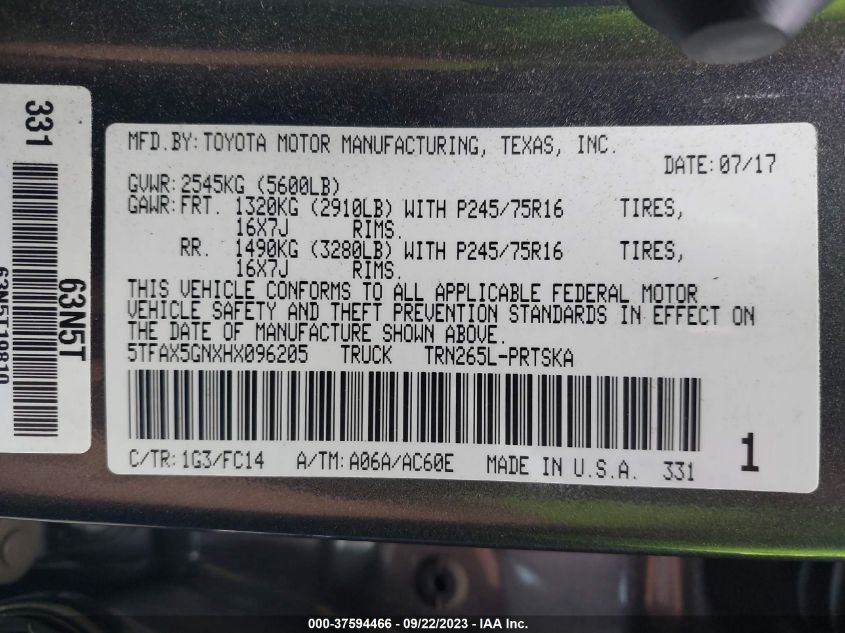 331
63N5T
63N5T19810
MFD.BY:TOYOTA MOTOR MANUFACTURING, TEXAS, INC.
DATE:07/17
GVWR:2545KG (5600LB)
GAWR:FRT. 1320KG (2910LB) WITH P245/75R16 TIRES,
16X7J RIMS.
RR. 1490KG (3280LB) WITH P245/75R16 TIRES,
16X7J RIMS.
THIS VEHICLE CONFORMS TO ALL APPLICABLE FEDERAL MOTOR
VEHICLE SAFETY AND THEFT PREVENTION STANDARDS IN EFFECT ON
THE DATE OF MANUFACTURE SHOWN ABOVE.
5TFAX5GNXHX096205 TRUCK TRN265L-PRTSKA
C/TR:1G3/FC14 A/TM:A06A/AC60E MADE IN U.S.A. 331
1
000-37594466 - 09/22/2023 - IAA Inc.